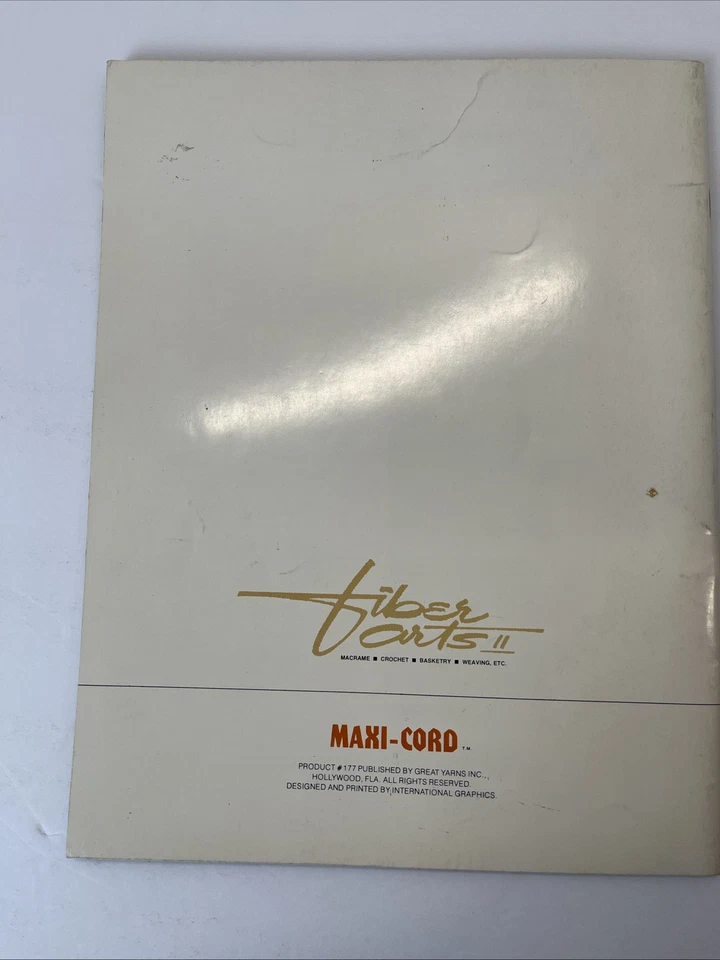 fiber
arts II
MACRAME ■ CROCHET ■ BASKETRY ■ WEAVING, ETC.
MAXI-CORD T.M.
PRODUCT #177 PUBLISHED BY GREAT YARNS INC.,
HOLLYWOOD, FLA. ALL RIGHTS RESERVED.
DESIGNED AND PRINTED BY INTERNATIONAL GRAPHICS.